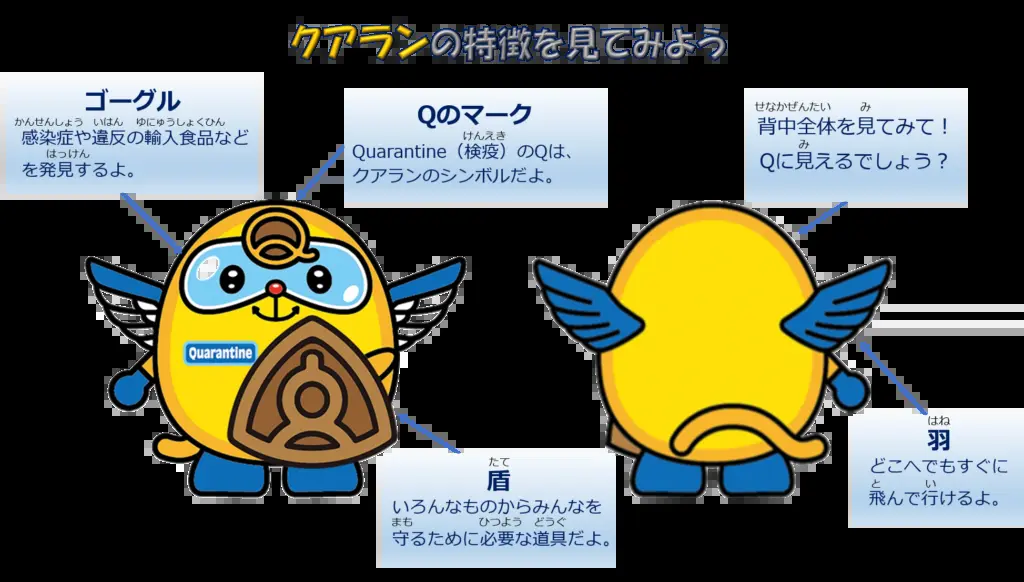 クアランの特徴を見てみよう
ゴーグル
かんせんしょう いはん ゆにゅうしょくひん
感染症や違反の輸入食品など
はっけん
を発見するよ。
Qのマーク
けんえき
Quarantine（検疫）のQは、
クアランのシンボルだよ。
せなかぜんたい み
背中全体を見てみて！
み
Qに見えるでしょう？
Quarantine
たて
盾
いろんなものからみんなを
まも ひつよう どうぐ
守るために必要な道具だよ。
はね
羽
どこへでもすぐに
と い
飛んで行けるよ。